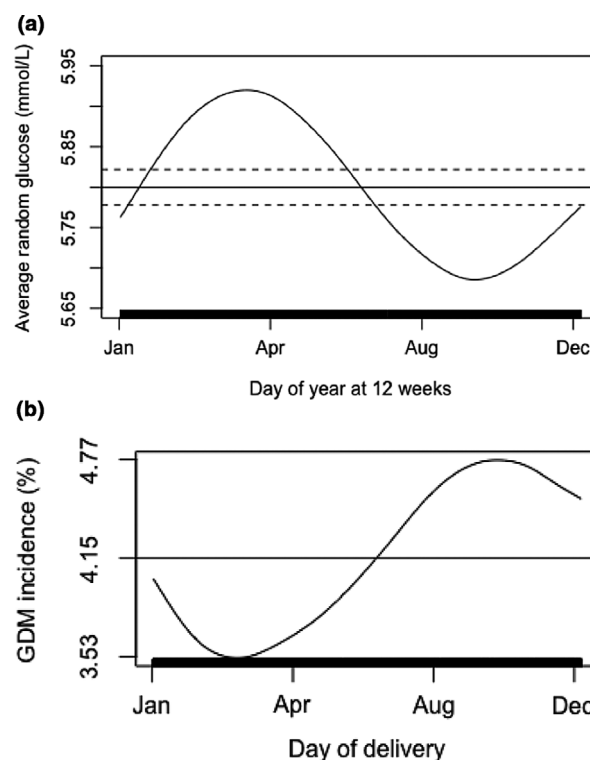 (a)
Average random glucose (mmol/L)
5.95
5.85
5.75
5.65
Jan
Apr
Aug
Dec
Day of year at 12 weeks
(b)
GDM incidence (%)
4.77
4.15
3.53
Jan
Apr
Aug
Dec
Day of delivery